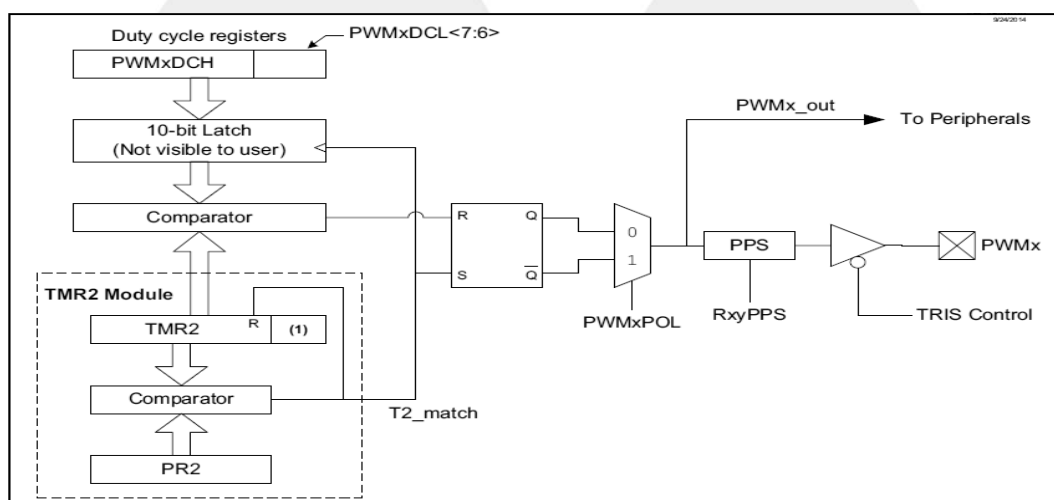 9/24/2014
Duty cycle registers
PWMxDCL<7:6>
PWMxDCH
10-bit Latch
(Not visible to user)
Comparator
TMR2 Module
R
TMR2
(1)
Comparator
T2_match
PR2
R
Q
S
Q
0
1
PWMxPOL
PWMx_out
To Peripherals
PPS
RxyPPS
PWMx
TRIS Control